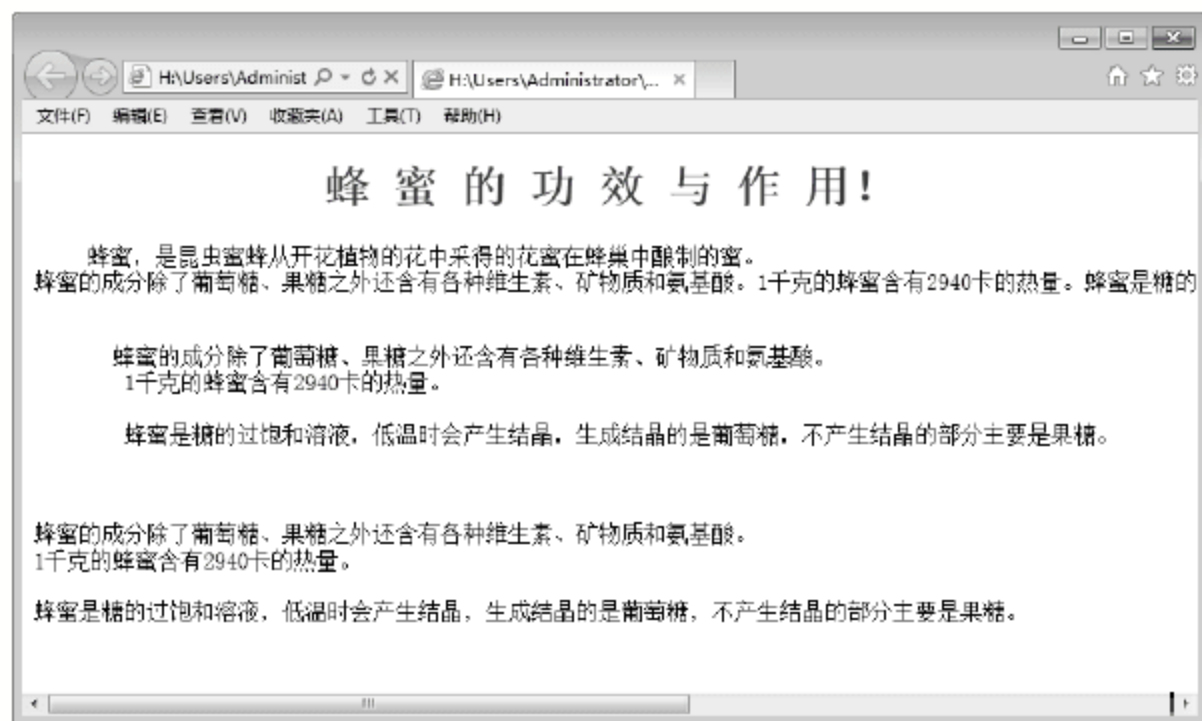 H:\Users\Administ
H:\Users\Administrator\...
文件(F) 编辑(E) 查看(V) 收藏夹(A) 工具(T) 帮助(H)
蜂 蜜 的 功 效 与 作 用!
蜂蜜，是昆虫蜜蜂从开花植物的花中采得的花蜜在蜂巢中酿制的蜜。
蜂蜜的成分除了葡萄糖、果糖之外还含有各种维生素、矿物质和氨基酸。1千克的蜂蜜含有2940卡的热量。蜂蜜是糖的
蜂蜜的成分除了葡萄糖、果糖之外还含有各种维生素、矿物质和氨基酸。
1千克的蜂蜜含有2940卡的热量。
蜂蜜是糖的过饱和溶液，低温时会产生结晶，生成结晶的是葡萄糖，不产生结晶的部分主要是果糖。
蜂蜜的成分除了葡萄糖、果糖之外还含有各种维生素、矿物质和氨基酸。
1千克的蜂蜜含有2940卡的热量。
蜂蜜是糖的过饱和溶液，低温时会产生结晶，生成结晶的是葡萄糖，不产生结晶的部分主要是果糖。